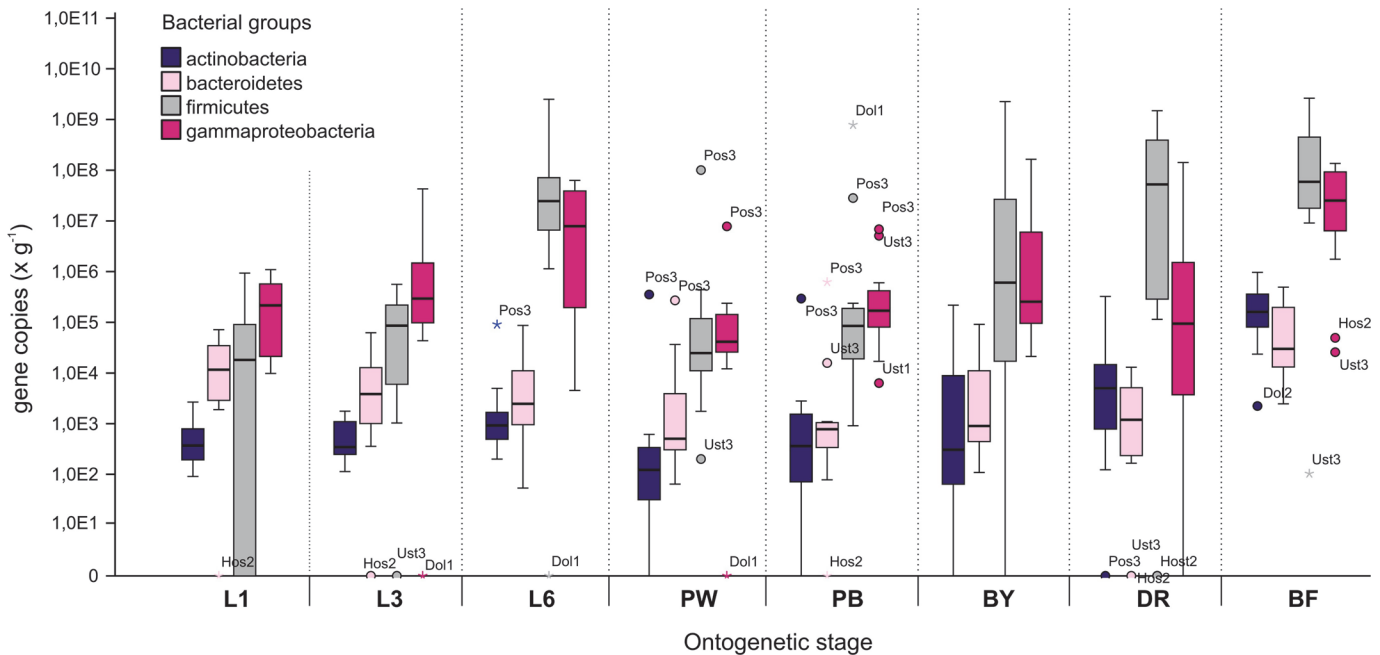 Bacterial groups
actinobacteria
bacteroidetes
firmicutes
gammaproteobacteria
gene copies (x g⁻¹)
1,0E11
1,0E10
1,0E9
1,0E8
1,0E7
1,0E6
1,0E5
1,0E4
1,0E3
1,0E2
1,0E1
0
Hos2
Hos2
Ust3
Dol1
Pos3
Dol1
Pos3
Pos3
Pos3
Pos3
Ust3
Dol1
Dol1
Pos3
Pos3
Ust3
Pos3
Pos3
Ust3
Ust1
Hos2
Ust3
Pos3
Host2
Hos2
Hos2
Ust3
Dol2
Ust3
L1 L3 L6 PW PB BY DR BF
Ontogenetic stage